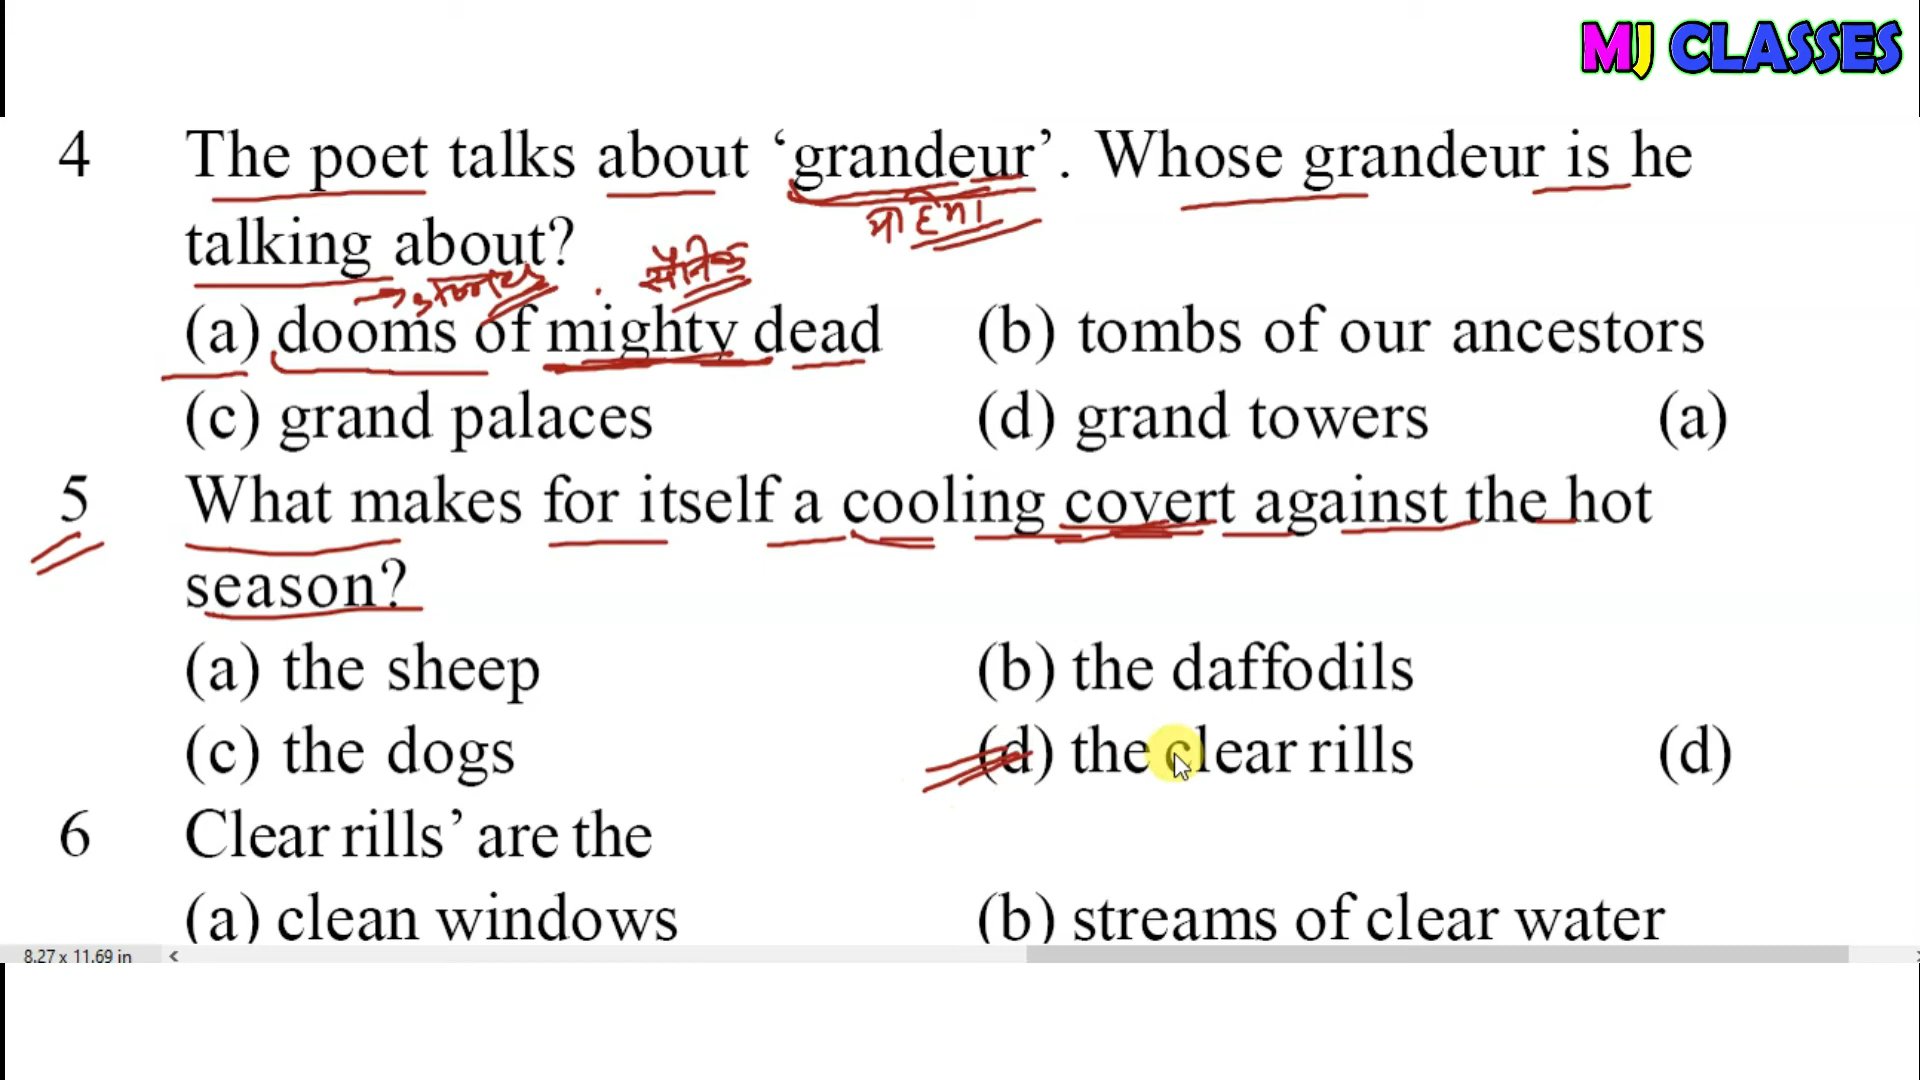 MJ CLASSES
4 The poet talks about ‘grandeur’. Whose grandeur is he
talking about?
(a) dooms of mighty dead (b) tombs of our ancestors
(c) grand palaces (d) grand towers (a)
5 What makes for itself a cooling covert against the hot
season?
(a) the sheep (b) the daffodils
(c) the dogs (d) the clear rills (d)
6 Clear rills’ are the
(a) clean windows (b) streams of clear water
8.27 x 11.69 in